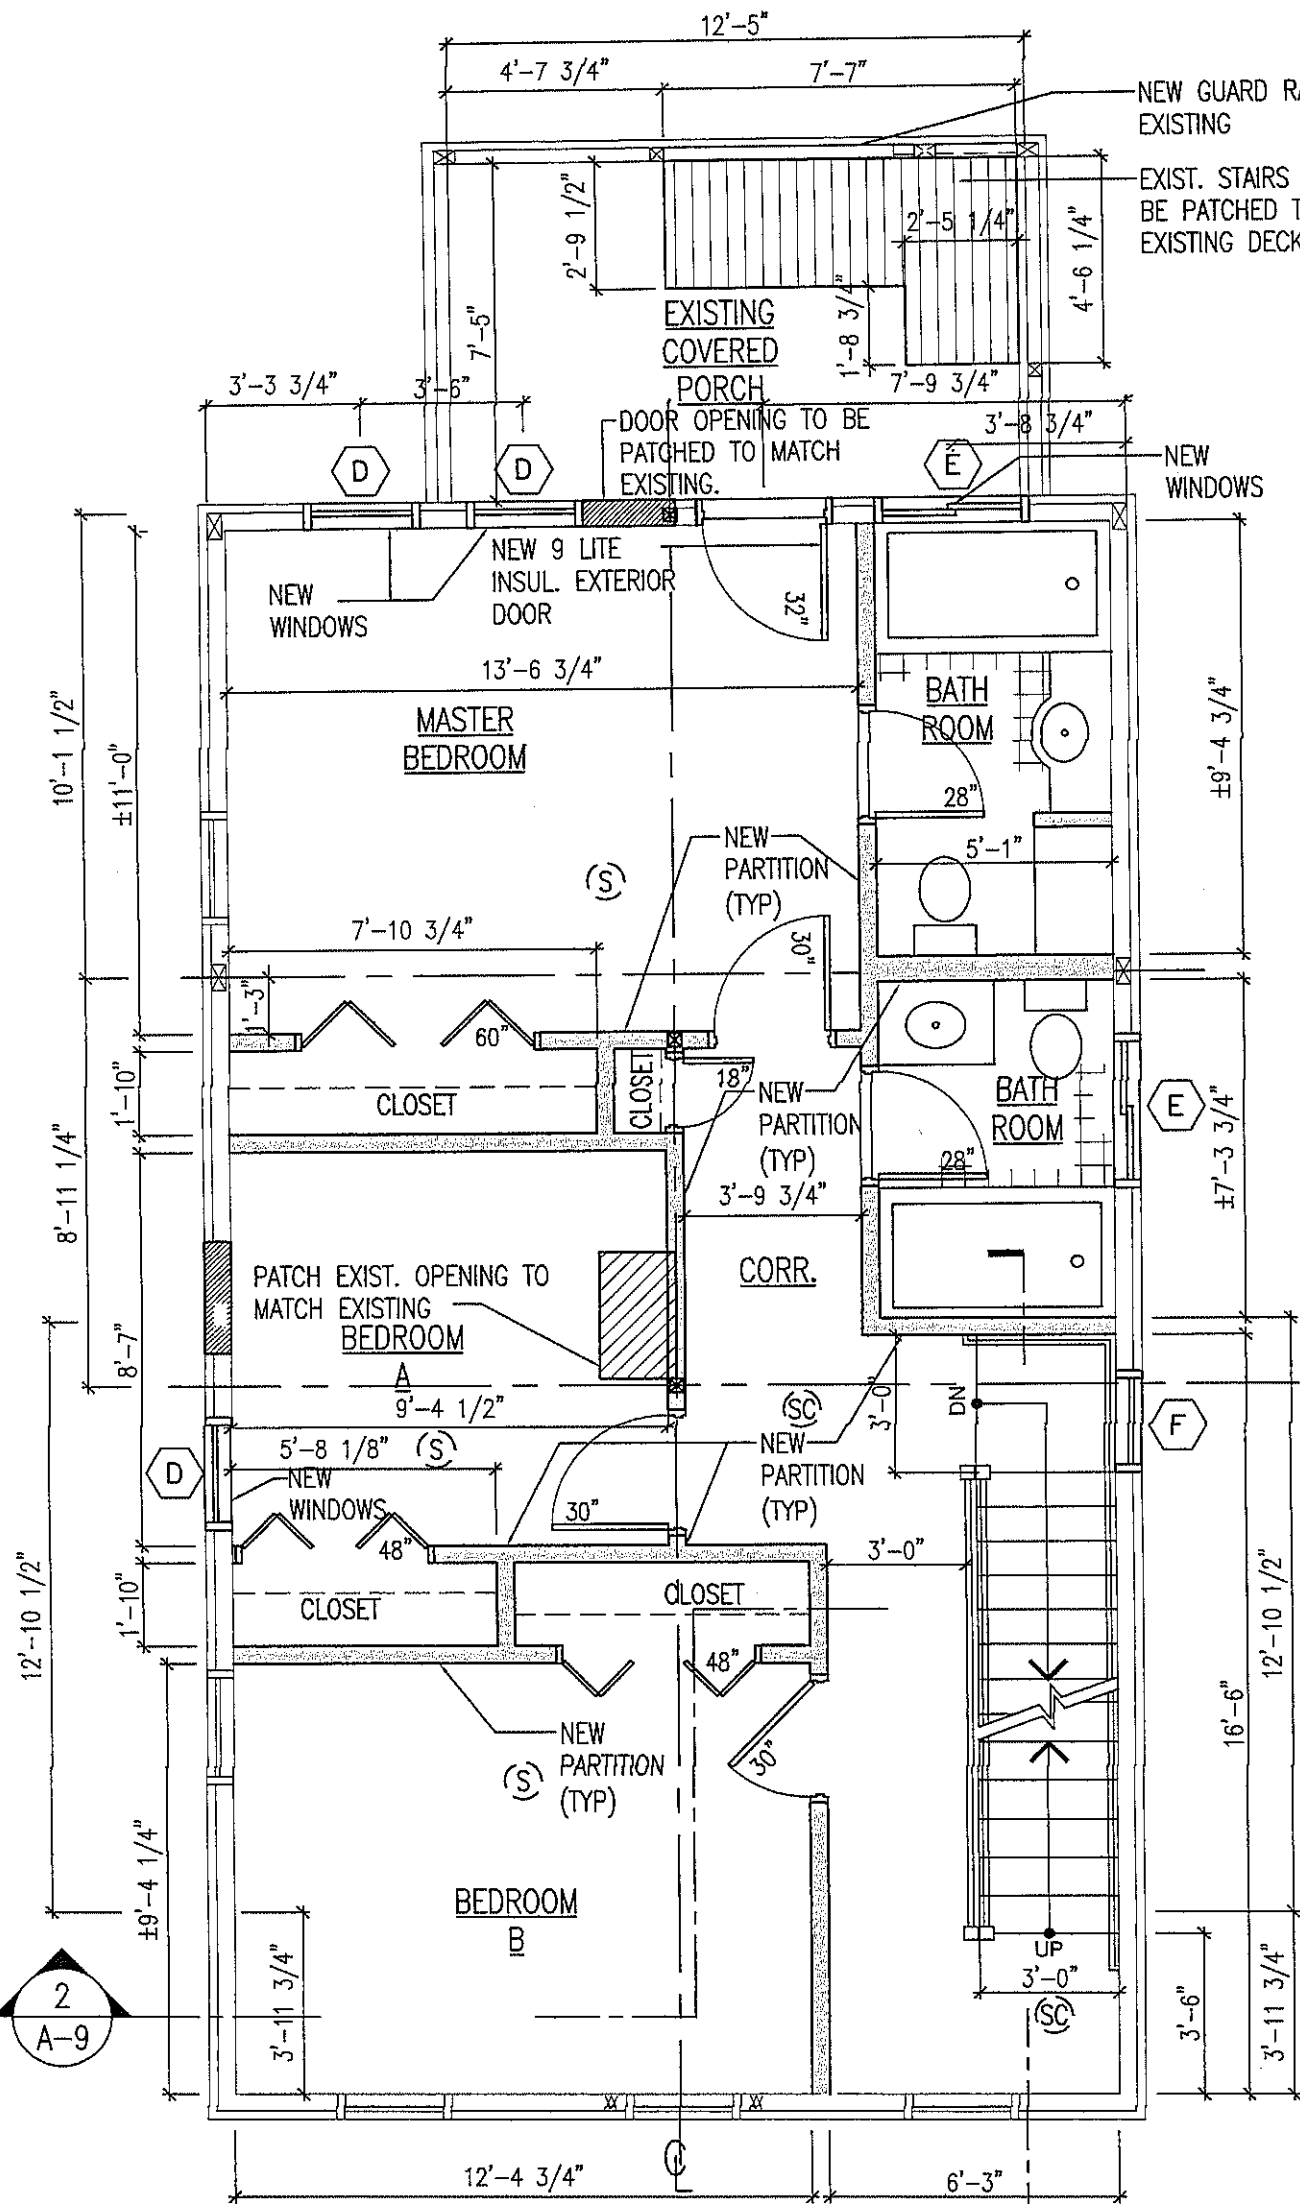 12'-5"
4'-7 3/4"
7'-7"
NEW GUARD
EXISTING
EXIST. STAIRS
BE PATCHED
EXISTING DECK
2'-9 1/2"
2'-5 1/4"
4'-6 1/4"
7'-5"
1'-8 3/4"
EXISTING
COVERED
PORCH
3'-3 3/4"
3'-6"
7'-9 3/4"
3'-8 3/4"
DOOR OPENING TO BE
PATCHED TO MATCH
EXISTING.
D
D
E
NEW
WINDOWS
NEW 9 LITE
INSUL. EXTERIOR
DOOR
NEW
WINDOWS
32"
10'-1 1/2"
±11'-0"
13'-6 3/4"
MASTER
BEDROOM
BATH
ROOM
28"
±9'-4 3/4"
NEW
PARTITION
(TYP)
5'-1"
S
7'-10 3/4"
30"
1'-3"
60"
1'-10"
CLOSET
CLOSET
18"
NEW
PARTITION
(TYP)
BATH
ROOM
28"
E
±7'-3 3/4"
8'-11 1/4"
3'-9 3/4"
8'-7"
PATCH EXIST. OPENING TO
MATCH EXISTING
BEDROOM
A
CORR.
9'-4 1/2"
SC
3'-0"
DN
F
D
5'-8 1/8"
S
NEW
WINDOWS
NEW
PARTITION
(TYP)
30"
48"
3'-0"
1'-10"
CLOSET
CLOSET
48"
12'-10 1/2"
12'-10 1/2"
16'-6"
NEW
PARTITION
(TYP)
S
30"
±9'-4 1/4"
BEDROOM
B
UP
3'-0"
SC
3'-11 3/4"
3'-6"
3'-11 3/4"
2
A-9
12'-4 3/4"
6'-3"